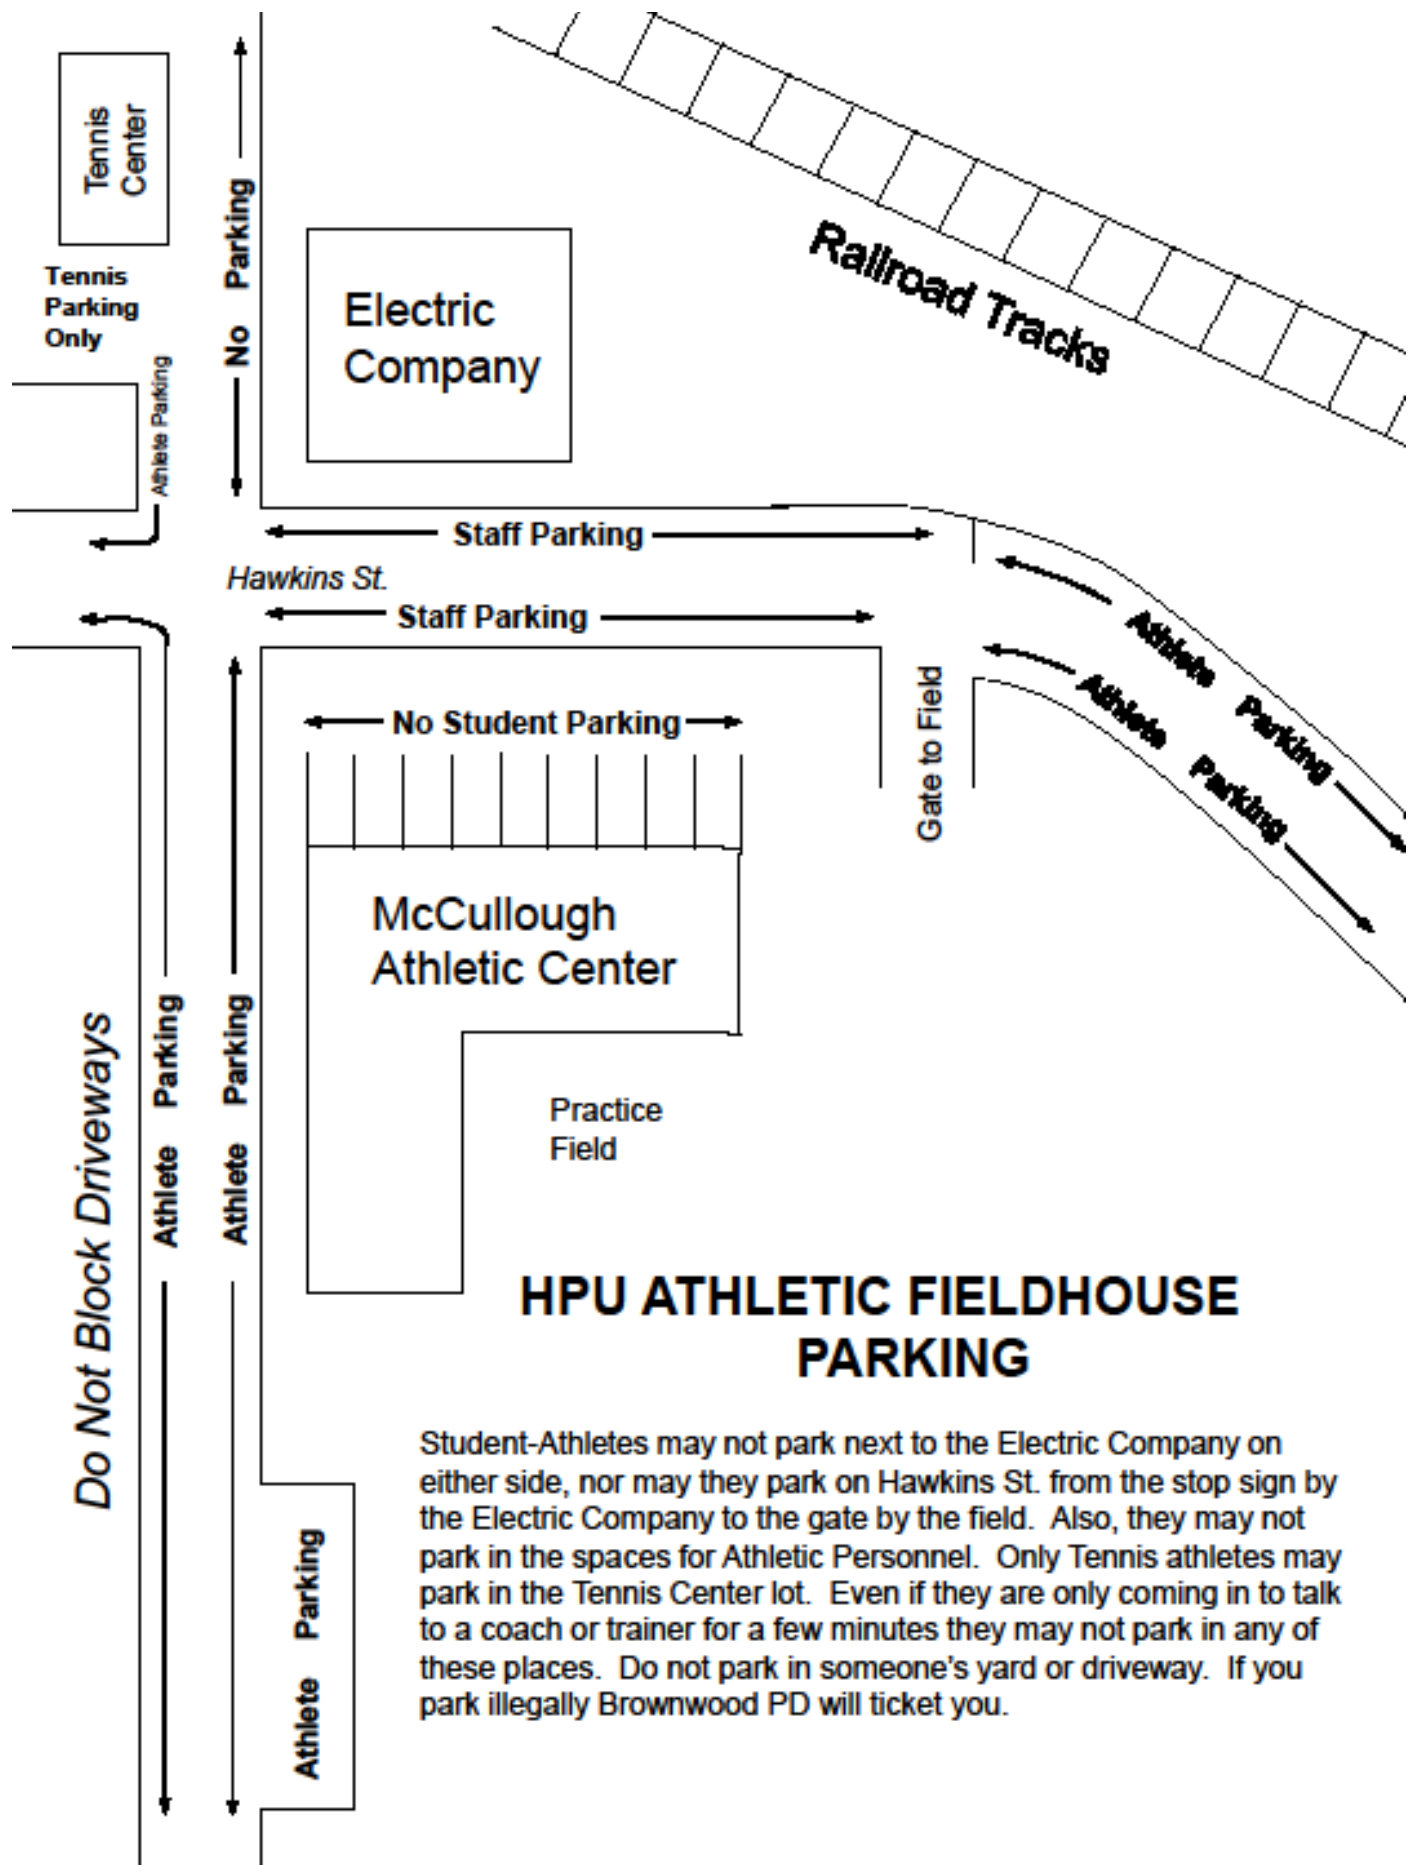 Tennis
Center
Tennis
Parking
Only
No Parking
Athlete Parking
Electric
Company
Railroad Tracks
Staff Parking
Hawkins St.
Staff Parking
Athlete Parking
Athlete Parking
Gate to Field
No Student Parking
McCullough
Athletic Center
Practice
Field
Do Not Block Driveways
Athlete Parking
Athlete Parking
Athlete Parking
HPU ATHLETIC FIELDHOUSE
PARKING
Student-Athletes may not park next to the Electric Company on
either side, nor may they park on Hawkins St. from the stop sign by
the Electric Company to the gate by the field. Also, they may not
park in the spaces for Athletic Personnel. Only Tennis athletes may
park in the Tennis Center lot. Even if they are only coming in to talk
to a coach or trainer for a few minutes they may not park in any of
these places. Do not park in someone's yard or driveway. If you
park illegally Brownwood PD will ticket you.